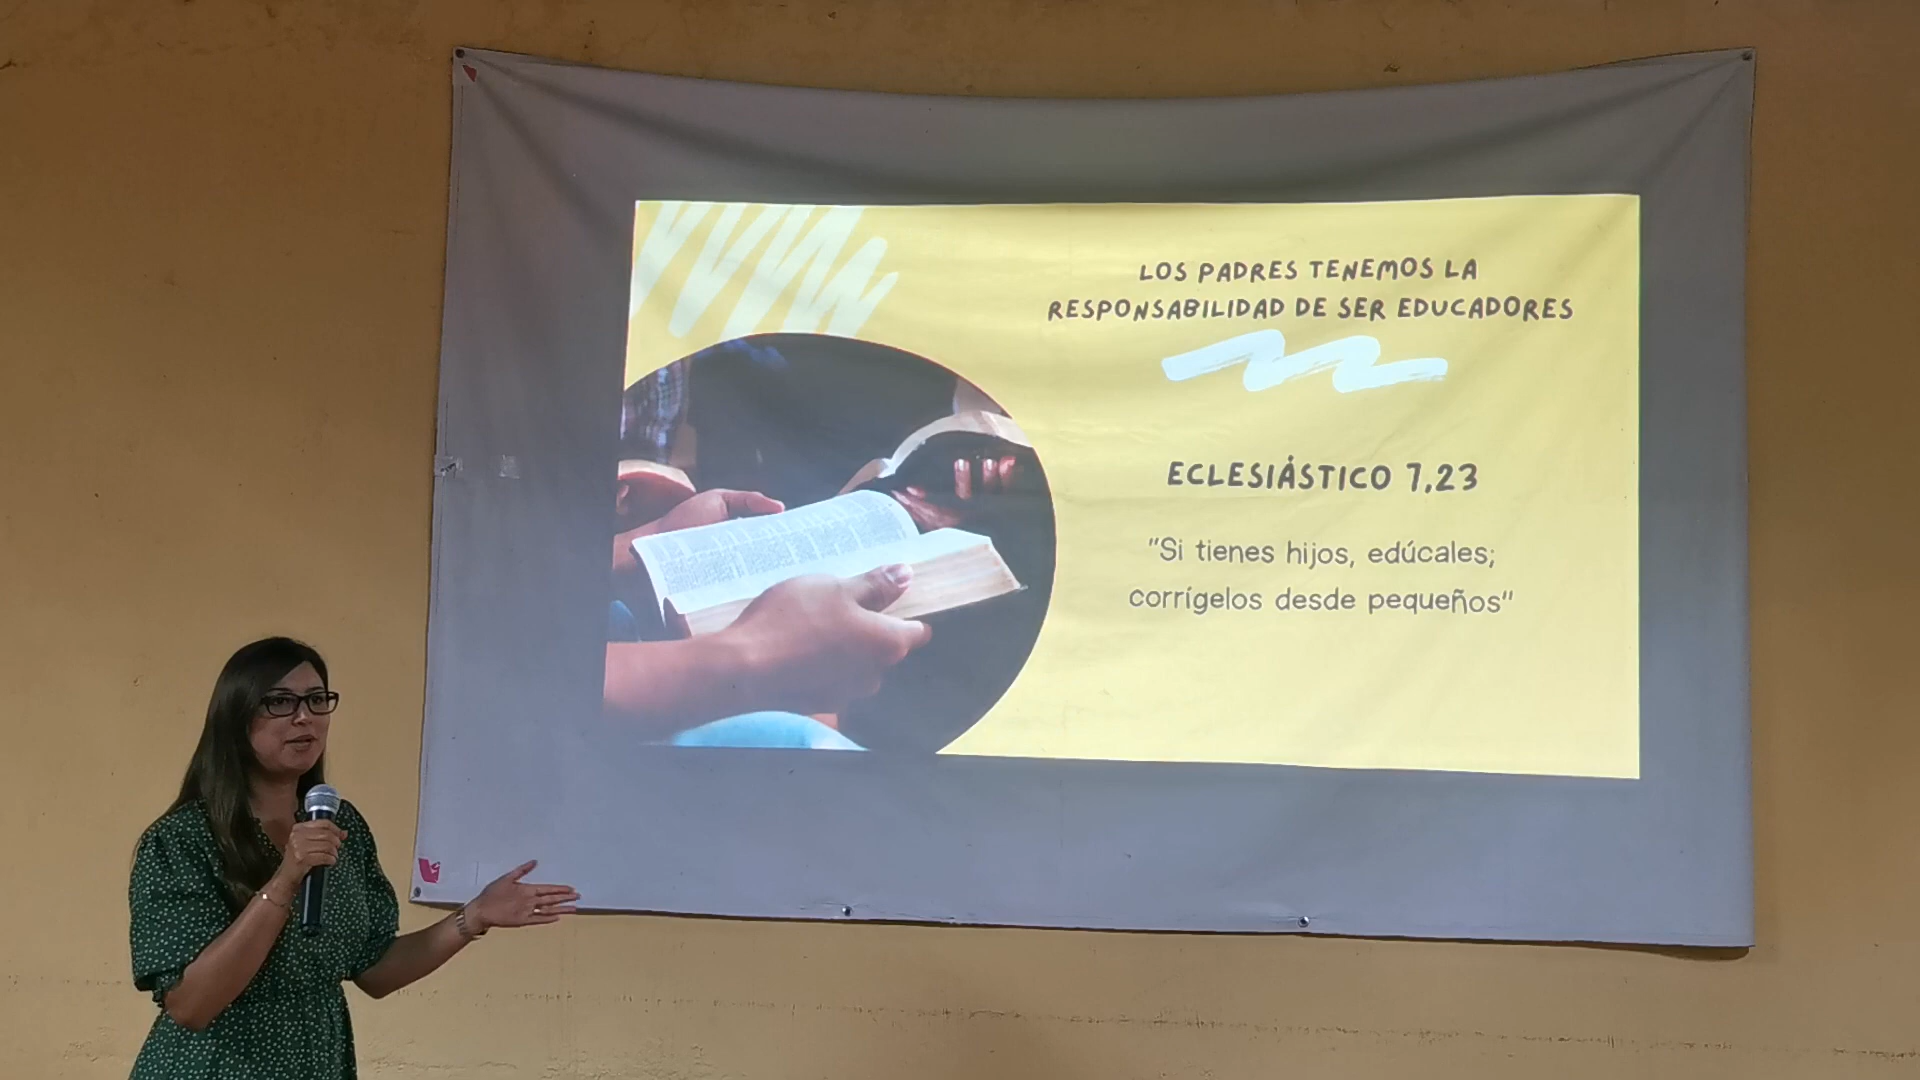 LOS PADRES TENEMOS LA
RESPONSABILIDAD DE SER EDUCADORES
ECLESIÁSTICO 7,23
"Si tienes hijos, edúcales;
corrígelos desde pequeños"